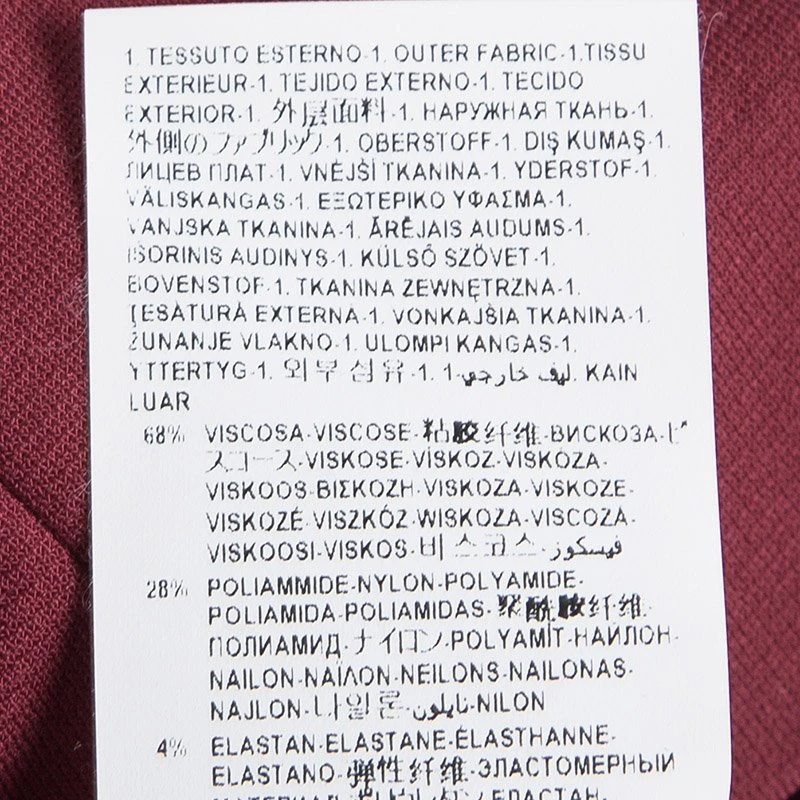 1. TESSUTO ESTERNO-1. OUTER FABRIC-1.TISSU
EXTERIEUR-1. TEJIDO EXTERNO-1. TECIDO
EXTERIOR-1. 外层面料-1. НАРУЖНАЯ ТКАНЬ-1.
外側のファブリック-1. OBERSTOFF-1. DIŞ KUMAŞ-1.
ЛИЦЕВ ПЛАТ-1. VNĚJŠÍ TKANINA-1. YDERSTOF-1.
VÄLISKANGAS-1. ΕΞΩΤΕΡΙΚΟ ΥΦΑΣΜΑ-1.
VANJSKA TKANINA-1. ĀRĒJAIS AUDUMS-1.
IŠORINIS AUDINYS-1. KÜLSŐ SZÖVET-1.
BOVENSTOF-1. TKANINA ZEWNĘTRZNA-1.
ŢESĂTURĂ EXTERNĂ-1. VONKAJŠIA TKANINA-1.
ZUNANJE VLAKNO-1. ULOMPI KANGAS-1.
YTTERTYG-1. 외부 섬유-1. ليف خارجي-1. KAIN
LUAR
68% VISCOSA-VISCOSE-粘胶纤维-ВИСКОЗА-ビ
スコース-VISKOSE-VİSKOZ-VISKOZA-
VISKOOS-ΒΙΣΚΟΖΗ-VISKOZA-VISKOZE-
VISKOZĖ-VISZKÓZ-WISKOZA-VISCOZA-
VISKOOSI-VISKOS-비스코스-فيسكوز
28% POLIAMMIDE-NYLON-POLYAMIDE-
POLIAMIDA-POLIAMIDAS-聚酰胺纤维-
ПОЛИАМИД-ナイロン-POLYAMİT-НАЙЛОН-
NAILON-ΝΑΪΛΟΝ-NEILONS-NAILONAS-
NAJLON-나일론-نايلون-NILON
4% ELASTAN-ELASTANE-ÉLASTHANNE-
ELASTANO-弹性纤维-ЭЛАСТОМЕРНЫЙ